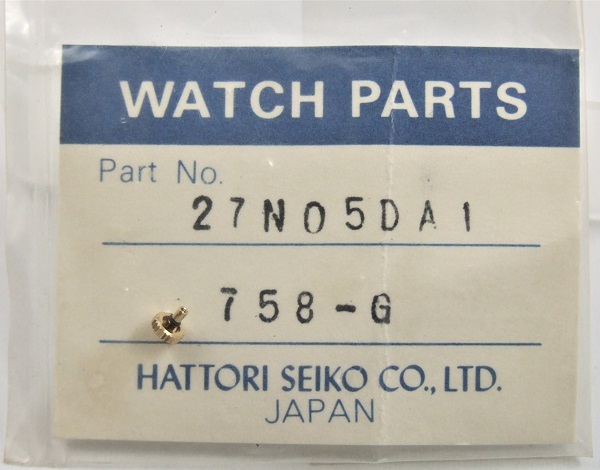 WATCH PARTS
Part No.
27N05DA1
758-G
HATTORI SEIKO CO., LTD.
JAPAN